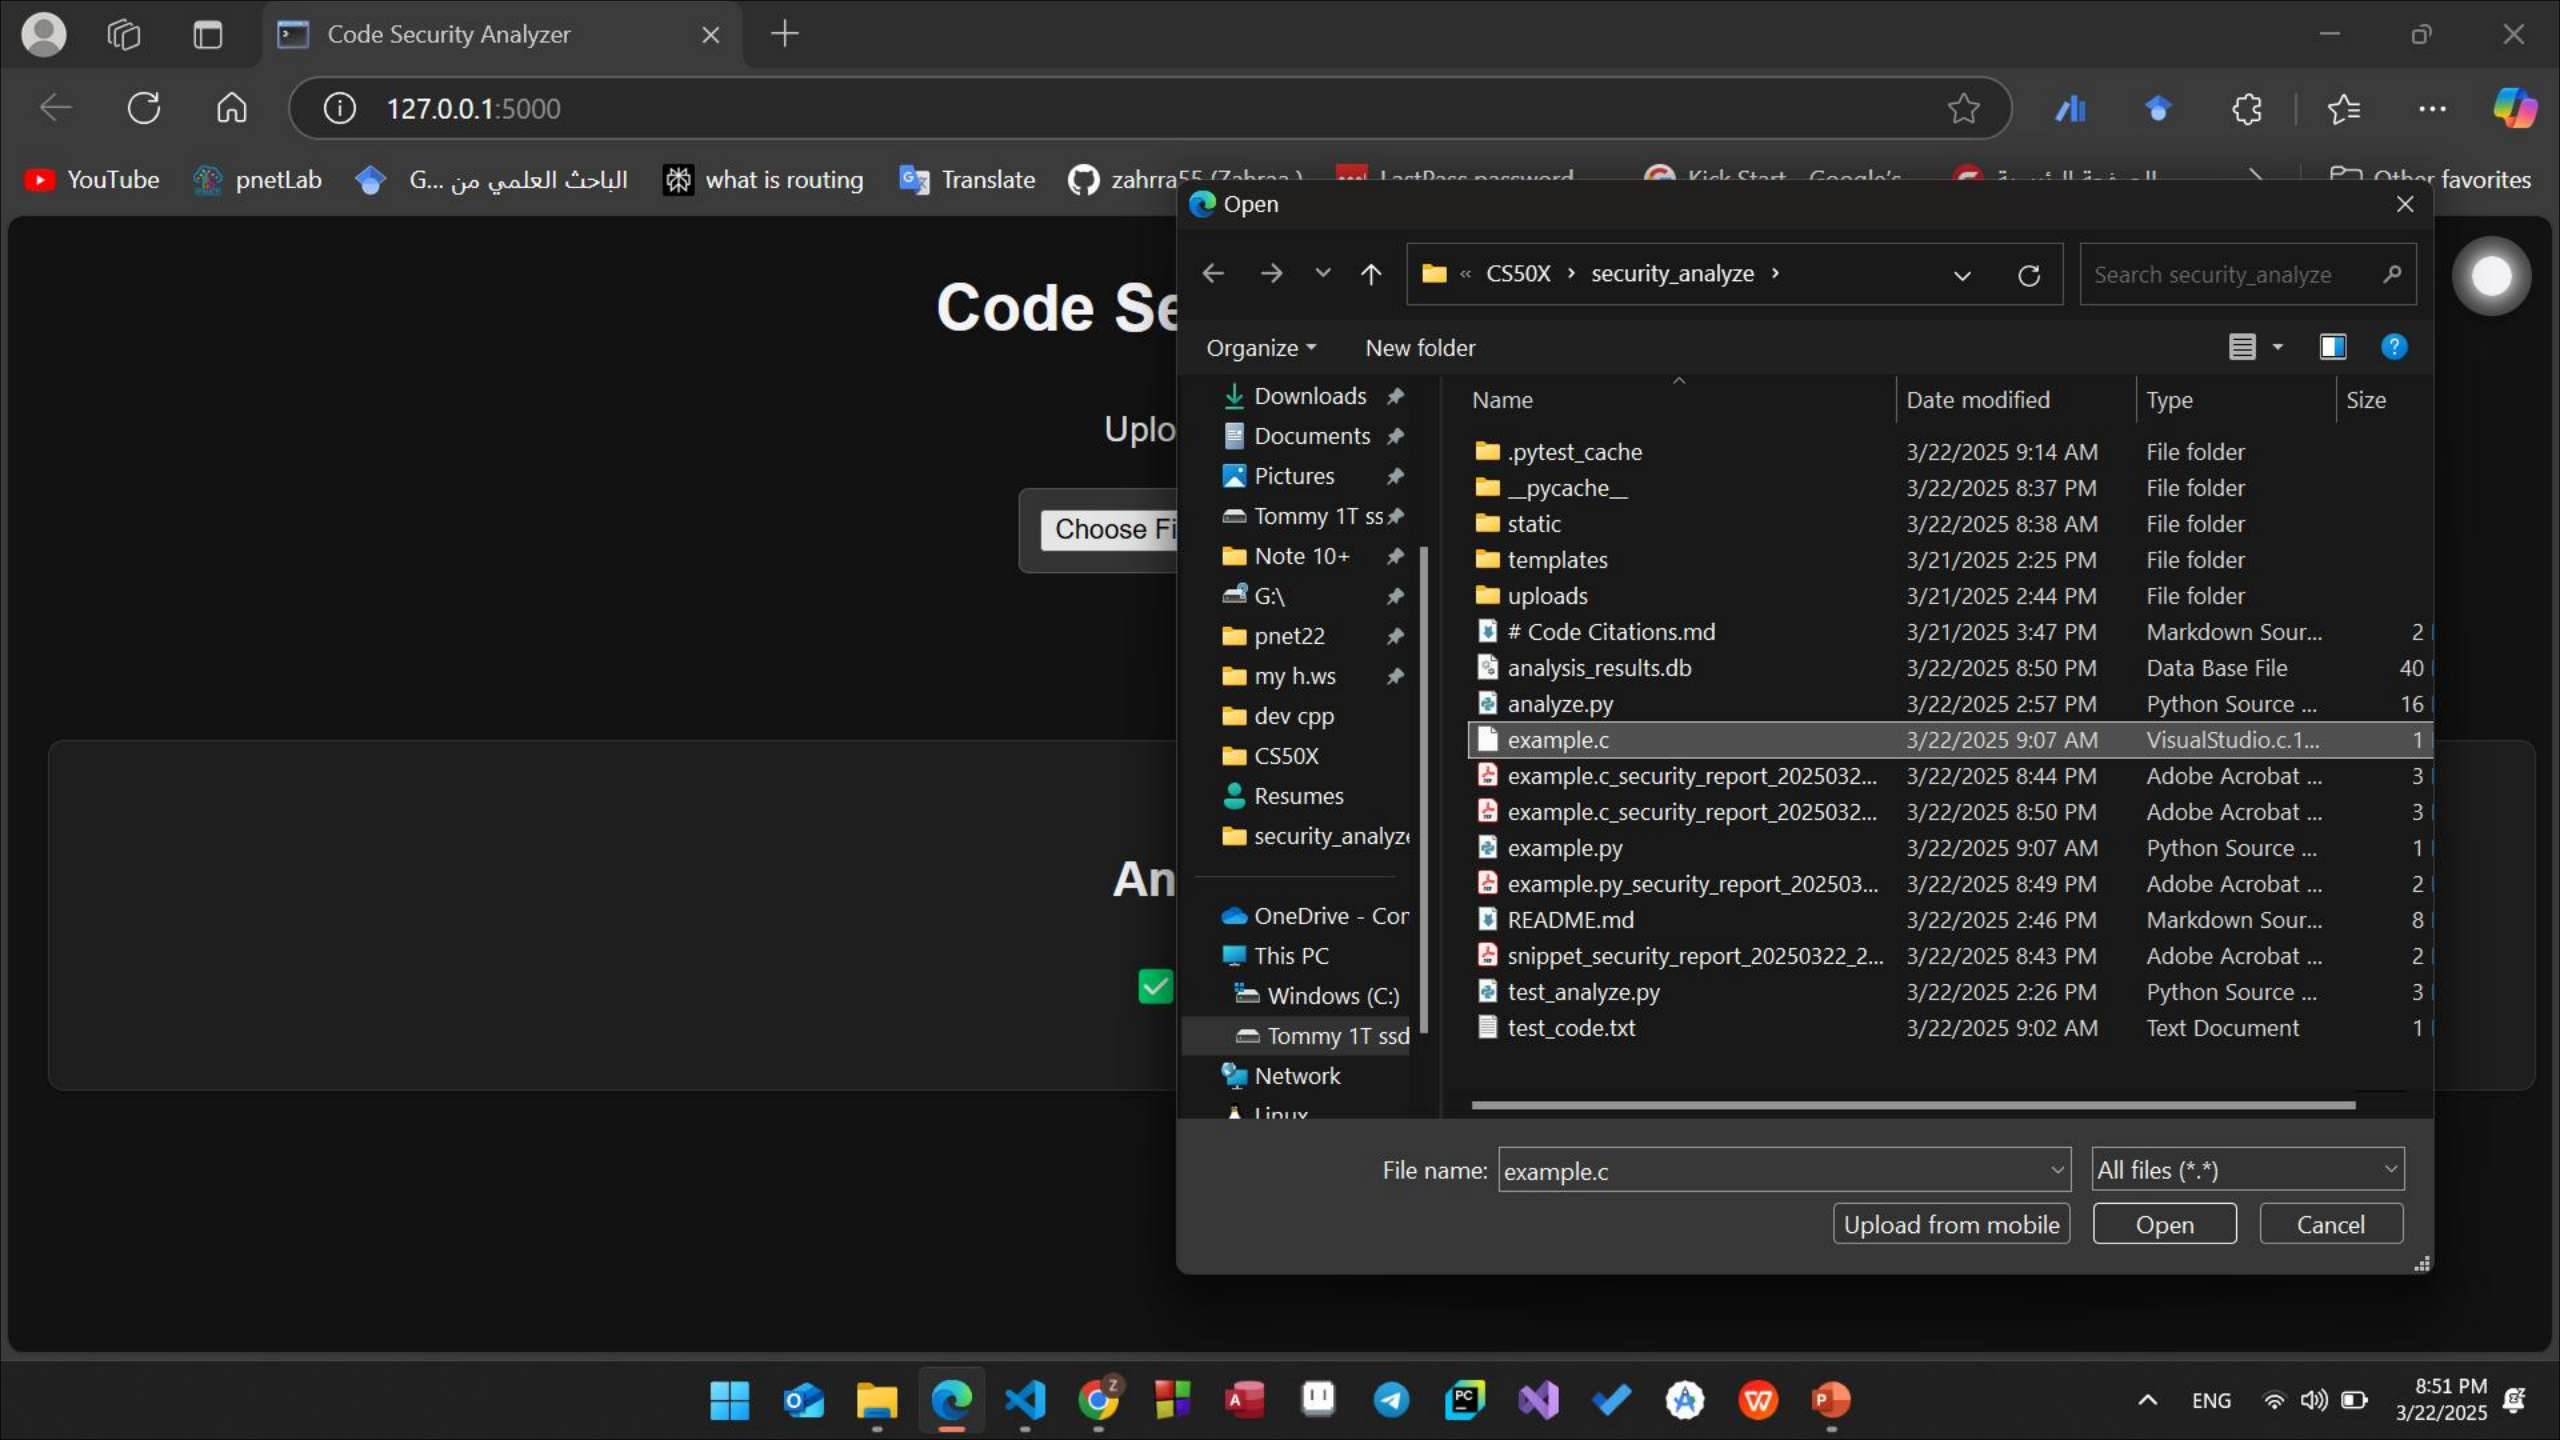 Code Security Analyzer
127.0.0.1:5000
YouTube
pnetLab
الباحث العلمي من ...G
what is routing
Translate
zahrra55 (Zahraa )
LastPass password
Kick Start - Google's
الصفحة الرئيسية
Other favorites
Code Se
Uplo
Choose Fi
An
Open
« CS50X › security_analyze ›
Search security_analyze
Organize
New folder
Downloads
Documents
Pictures
Tommy 1T ss
Note 10+
G:\
pnet22
my h.ws
dev cpp
CS50X
Resumes
security_analyze
OneDrive - Cor
This PC
Windows (C:)
Tommy 1T ssd
Network
Linux
Name Date modified Type Size
.pytest_cache 3/22/2025 9:14 AM File folder
__pycache__ 3/22/2025 8:37 PM File folder
static 3/22/2025 8:38 AM File folder
templates 3/21/2025 2:25 PM File folder
uploads 3/21/2025 2:44 PM File folder
# Code Citations.md 3/21/2025 3:47 PM Markdown Sour... 2
analysis_results.db 3/22/2025 8:50 PM Data Base File 40
analyze.py 3/22/2025 2:57 PM Python Source ... 16
example.c 3/22/2025 9:07 AM VisualStudio.c.1... 1
example.c_security_report_2025032... 3/22/2025 8:44 PM Adobe Acrobat ... 3
example.c_security_report_2025032... 3/22/2025 8:50 PM Adobe Acrobat ... 3
example.py 3/22/2025 9:07 AM Python Source ... 1
example.py_security_report_202503... 3/22/2025 8:49 PM Adobe Acrobat ... 2
README.md 3/22/2025 2:46 PM Markdown Sour... 8
snippet_security_report_20250322_2... 3/22/2025 8:43 PM Adobe Acrobat ... 2
test_analyze.py 3/22/2025 2:26 PM Python Source ... 3
test_code.txt 3/22/2025 9:02 AM Text Document 1
File name: example.c
All files (*.*)
Upload from mobile
Open
Cancel
ENG
8:51 PM
3/22/2025